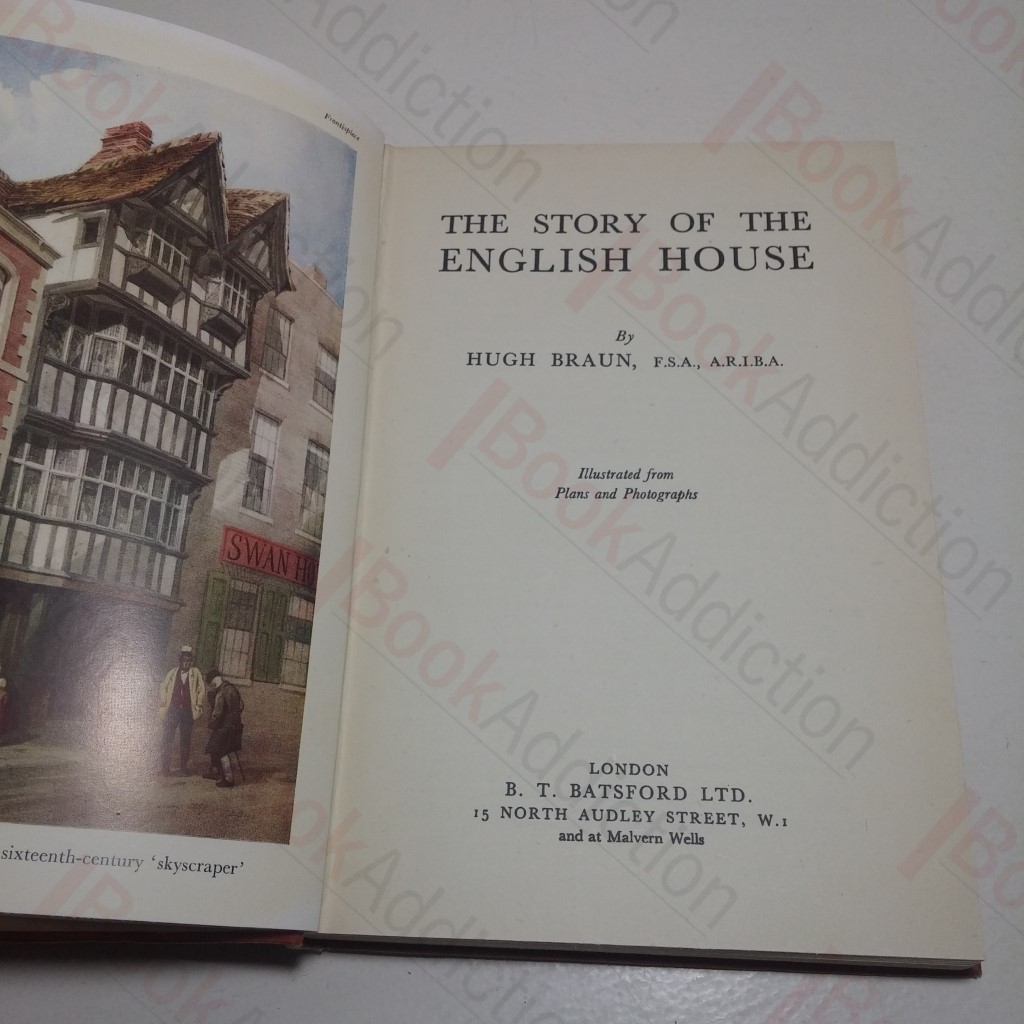 Frontispiece
SWAN HO
sixteenth-century 'skyscraper'
THE STORY OF THE
ENGLISH HOUSE
By
HUGH BRAUN, F.S.A., A.R.I.B.A.
Illustrated from
Plans and Photographs
LONDON
B. T. BATSFORD LTD.
15 NORTH AUDLEY STREET, W.1
and at Malvern Wells
BookAddiction